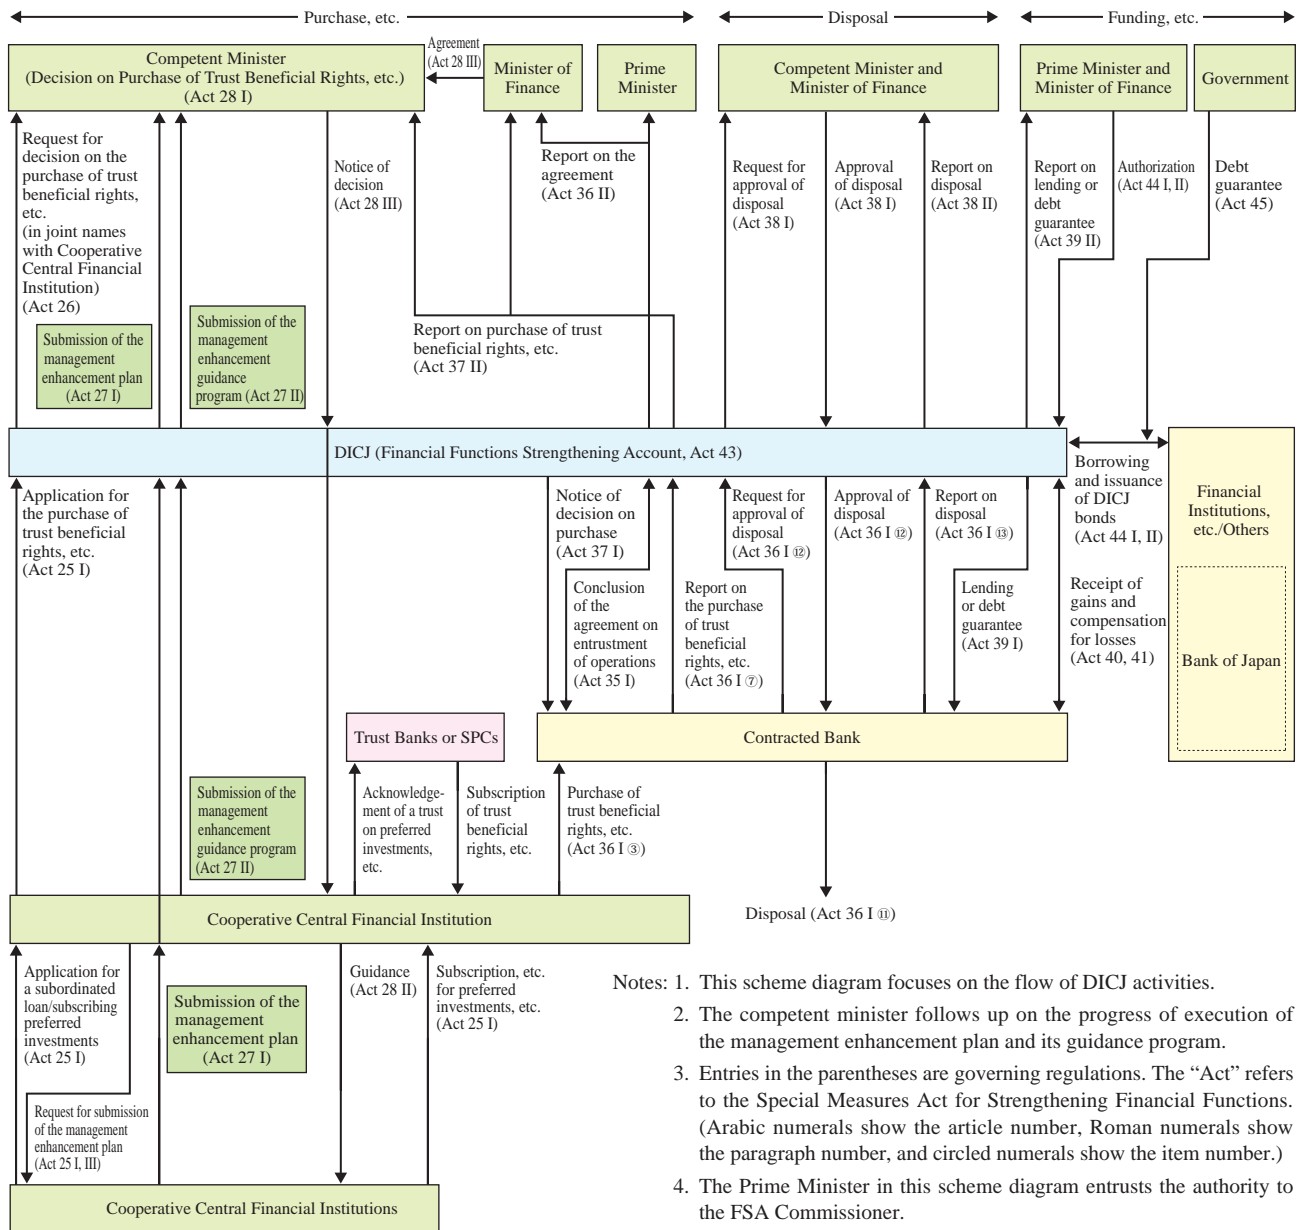 Purchase, etc.
Disposal
Funding, etc.
Competent Minister
(Decision on Purchase of Trust Beneficial Rights, etc.)
(Act 28 I)
Agreement
(Act 28 III)
Minister of
Finance
Prime
Minister
Competent Minister and
Minister of Finance
Prime Minister and
Minister of Finance
Government
Request for
decision on the
purchase of trust
beneficial rights,
etc.
(in joint names
with Cooperative
Central Financial
Institution)
(Act 26)
Notice of
decision
(Act 28 III)
Report on the
agreement
(Act 36 II)
Request for
approval of
disposal
(Act 38 I)
Approval
of disposal
(Act 38 I)
Report on
disposal
(Act 38 II)
Report on
lending or
debt
guarantee
(Act 39 II)
Authorization
(Act 44 I, II)
Debt
guarantee
(Act 45)
Submission of the
management
enhancement plan
(Act 27 I)
Submission of the
management
enhancement
guidance
program (Act 27 II)
Report on purchase of trust
beneficial rights, etc.
(Act 37 II)
DICJ (Financial Functions Strengthening Account, Act 43)
Application for
the purchase of
trust beneficial
rights, etc.
(Act 25 I)
Notice of
decision on
purchase
(Act 37 I)
Request for
approval of
disposal
(Act 36 I ⑫)
Approval of
disposal
(Act 36 I ⑫)
Report on
disposal
(Act 36 I ⑬)
Borrowing
and issuance
of DICJ
bonds
(Act 44 I, II)
Financial
Institutions,
etc./Others
Conclusion
of the
agreement on
entrustment
of operations
(Act 35 I)
Report on
the purchase
of trust
beneficial
rights, etc.
(Act 36 I ⑦)
Lending
or debt
guarantee
(Act 39 I)
Receipt of
gains and
compensation
for losses
(Act 40, 41)
Bank of Japan
Trust Banks or SPCs
Contracted Bank
Submission of the
management
enhancement
guidance program
(Act 27 II)
Acknowledge-
ment of a trust
on preferred
investments,
etc.
Subscription
of trust
beneficial
rights, etc.
Purchase of
trust beneficial
rights, etc.
(Act 36 I ③)
Cooperative Central Financial Institution
Disposal (Act 36 I ⑪)
Application for
a subordinated
loan/subscribing
preferred
investments
(Act 25 I)
Submission of the
management
enhancement plan
(Act 27 I)
Guidance
(Act 28 II)
Subscription, etc.
for preferred
investments, etc.
(Act 25 I)
Request for submission
of the management
enhancement plan
(Act 25 I, III)
Cooperative Central Financial Institutions
Notes: 1. This scheme diagram focuses on the flow of DICJ activities.
2. The competent minister follows up on the progress of execution of
the management enhancement plan and its guidance program.
3. Entries in the parentheses are governing regulations. The “Act” refers
to the Special Measures Act for Strengthening Financial Functions.
(Arabic numerals show the article number, Roman numerals show
the paragraph number, and circled numerals show the item number.)
4. The Prime Minister in this scheme diagram entrusts the authority to
the FSA Commissioner.